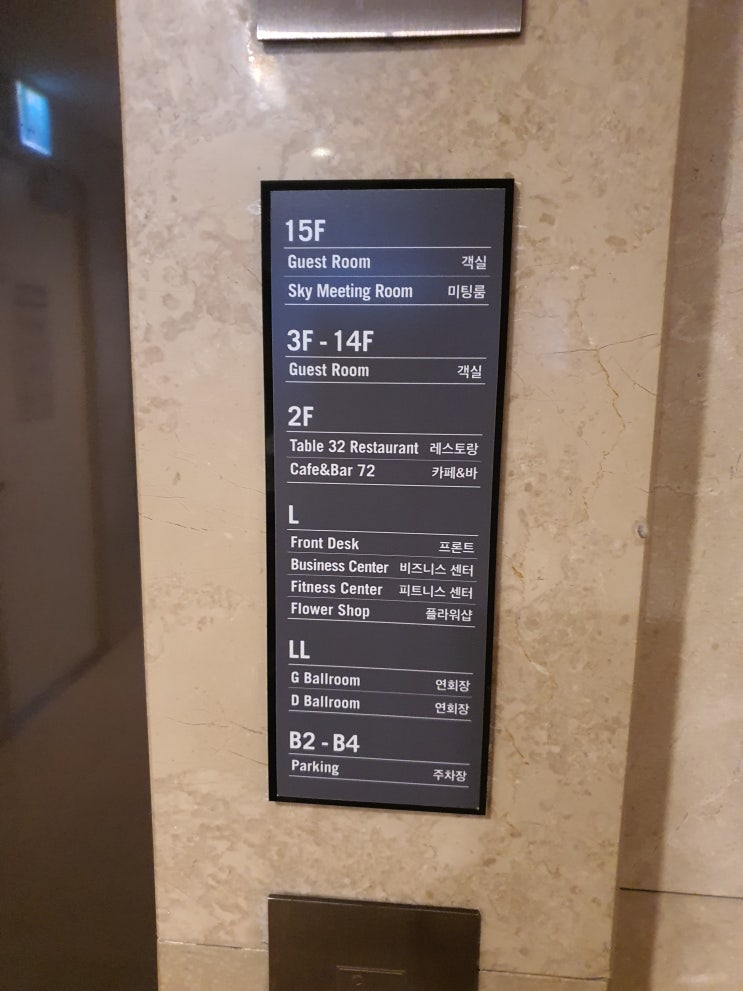 15F
Guest Room 객실
Sky Meeting Room 미팅룸
3F - 14F
Guest Room 객실
2F
Table 32 Restaurant 레스토랑
Cafe&Bar 72 카페&바
L
Front Desk 프론트
Business Center 비즈니스 센터
Fitness Center 피트니스 센터
Flower Shop 플라워샵
LL
G Ballroom 연회장
D Ballroom 연회장
B2 - B4
Parking 주차장